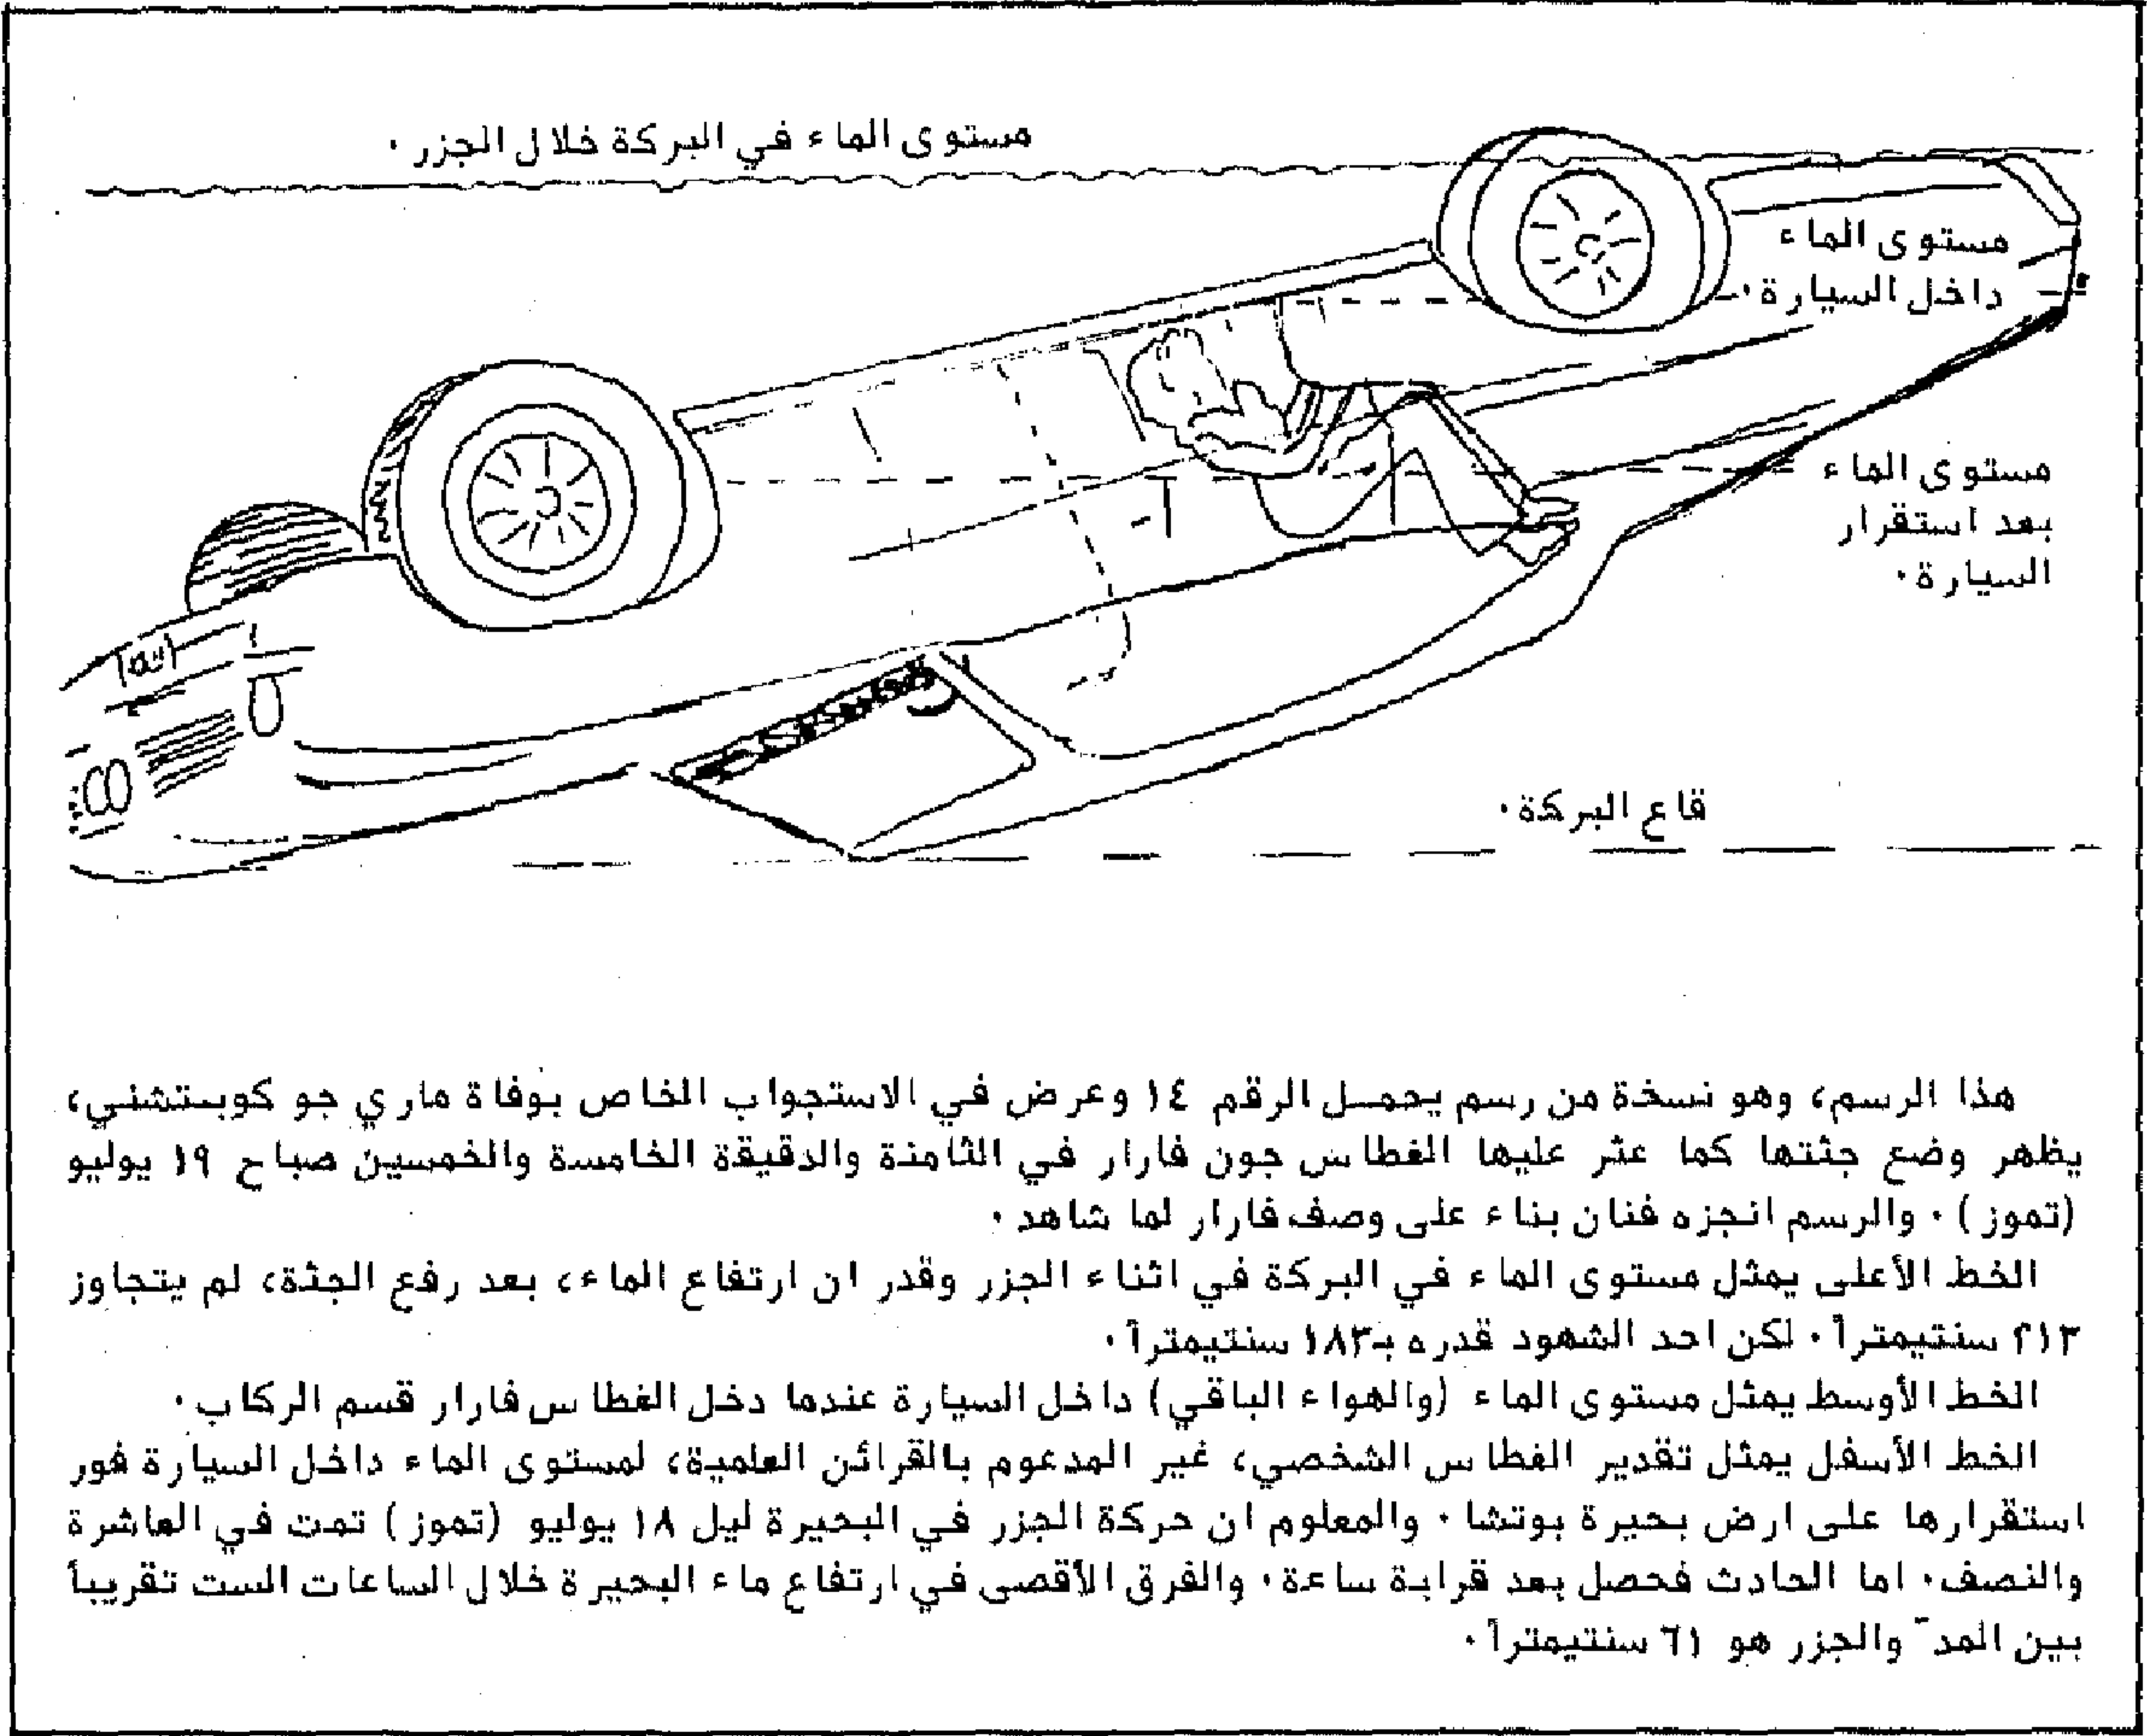 مستوى الماء في البركة خلال الجزر.
مستوى الماء
داخل السيارة.
مستوى الماء
بعد استقرار
السيارة.
قاع البركة.
هذا الرسم، وهو نسخة من رسم يحمل الرقم ١٤ وعرض في الاستجواب الخاص بوفاة ماري جو كوبتشني،
يظهر وضع جثتها كما عثر عليها الغطاس جون فارار في الثامنة والدقيقة الخامسة والخمسين صباح ١٩ يوليو
(تموز). والرسم انجزه فنان بناء على وصف فارار لما شاهد.
الخط الأعلى يمثل مستوى الماء في البركة في اثناء الجزر وقدر ان ارتفاع الماء، بعد رفع الجثة، لم يتجاوز
٢١٣ سنتيمتراً. لكن احد الشهود قدره بـ١٨٣ سنتيمتراً.
الخط الأوسط يمثل مستوى الماء (والهواء الباقي) داخل السيارة عندما دخل الغطاس فارار قسم الركاب.
الخط الأسفل يمثل تقدير الغطاس الشخصي، غير المدعوم بالقرائن العلمية، لمستوى الماء داخل السيارة فور
استقرارها على ارض بحيرة بوتشا. والمعلوم ان حركة الجزر في البحيرة ليل ١٨ يوليو (تموز) تمت في العاشرة
والنصف. اما الحادث فحصل بعد قرابة ساعة. والفرق الأقصى في ارتفاع ماء البحيرة خلال الساعات الست تقريباً
بين المدّ والجزر هو ٦١ سنتيمتراً.